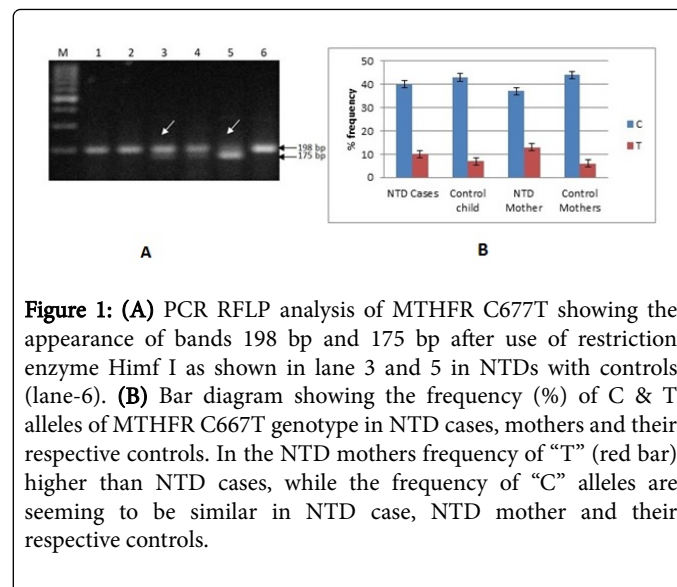 M 1 2 3 4 5 6
198 bp
175 bp
A
50
40
30
20
10
0
% frequency
NTD Cases Control child NTD Mother Control Mothers
C
T
B
Figure 1: (A) PCR RFLP analysis of MTHFR C677T showing the
appearance of bands 198 bp and 175 bp after use of restriction
enzyme Himf I as shown in lane 3 and 5 in NTDs with controls
(lane-6). (B) Bar diagram showing the frequency (%) of C & T
alleles of MTHFR C667T genotype in NTD cases, mothers and their
respective controls. In the NTD mothers frequency of “T” (red bar)
higher than NTD cases, while the frequency of “C” alleles are
seeming to be similar in NTD case, NTD mother and their
respective controls.